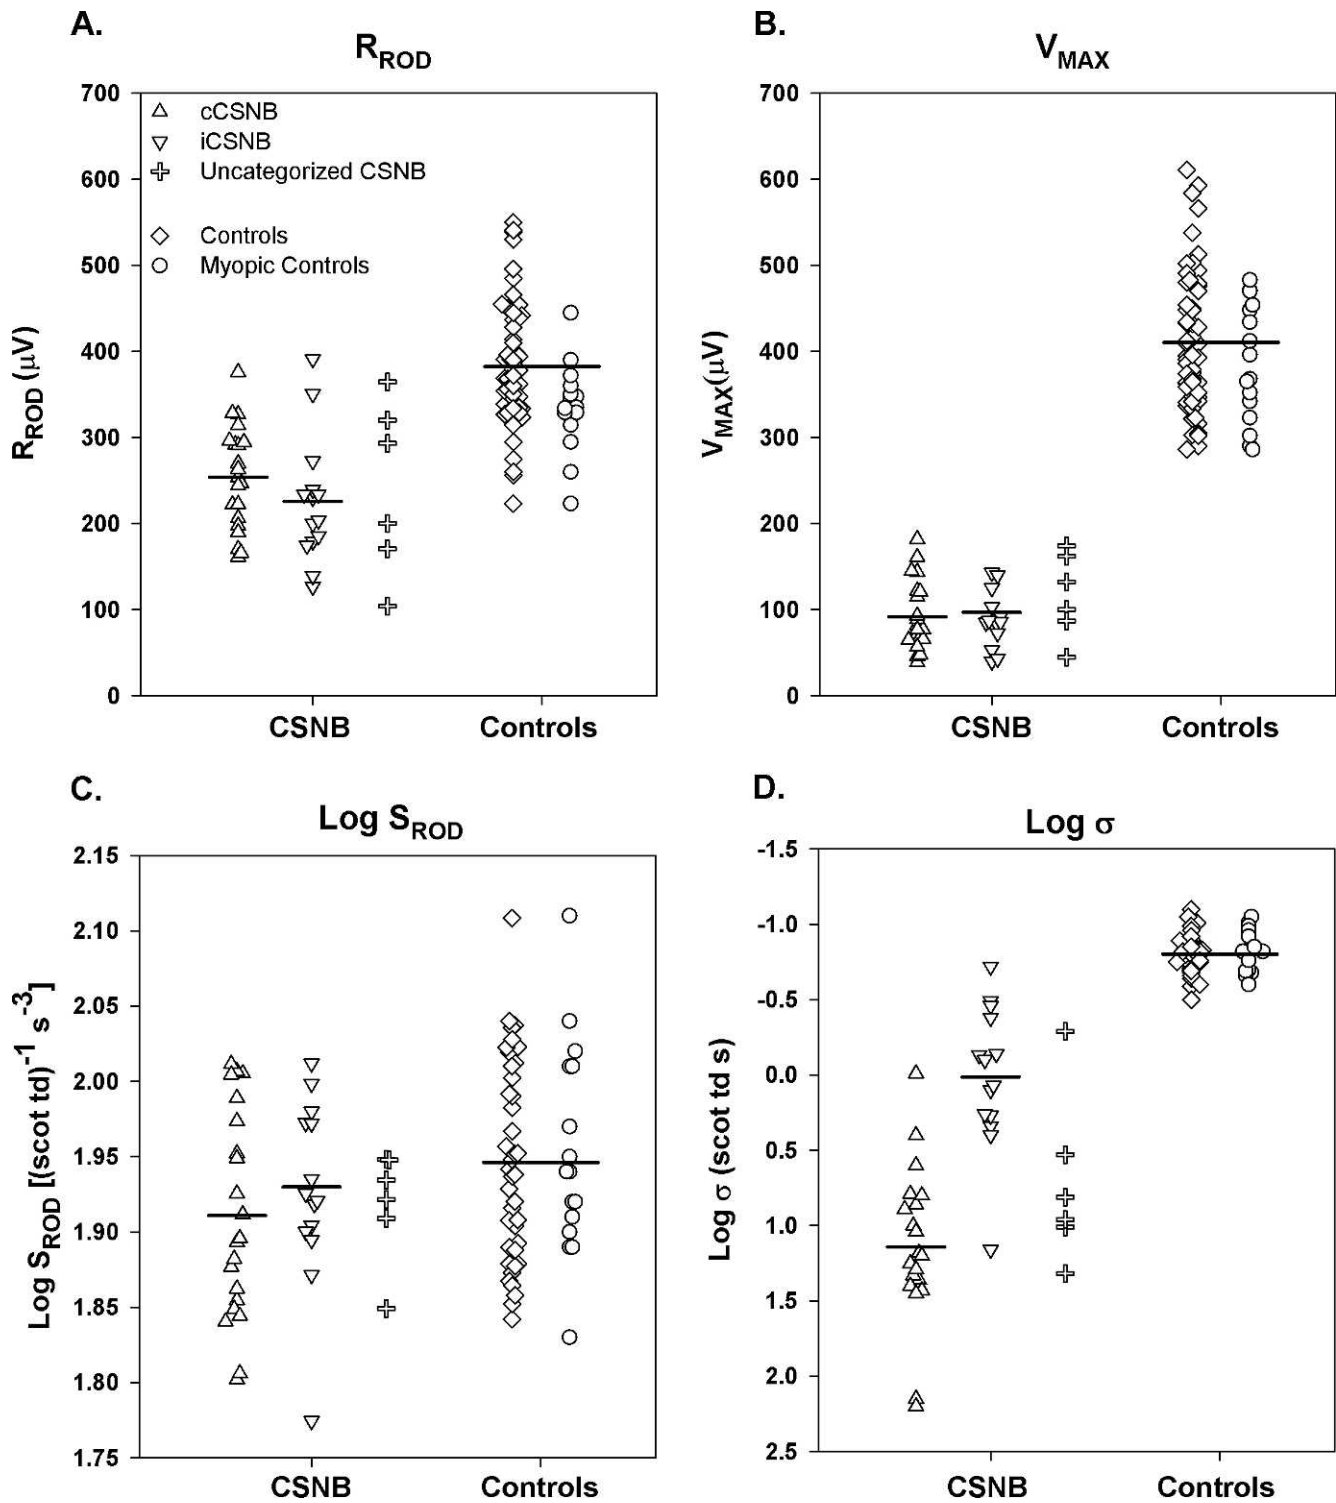 A.
R_ROD
700
600
500
400
300
200
100
0
R_ROD (μV)
cCSNB
iCSNB
Uncategorized CSNB
Controls
Myopic Controls
CSNB Controls
B.
V_MAX
700
600
500
400
300
200
100
0
V_MAX(μV)
CSNB Controls
C.
Log S_ROD
2.15
2.10
2.05
2.00
1.95
1.90
1.85
1.80
1.75
Log S_ROD [(scot td)^-1 s^-3]
CSNB Controls
D.
Log σ
-1.5
-1.0
-0.5
0.0
0.5
1.0
1.5
2.0
2.5
Log σ (scot td s)
CSNB Controls